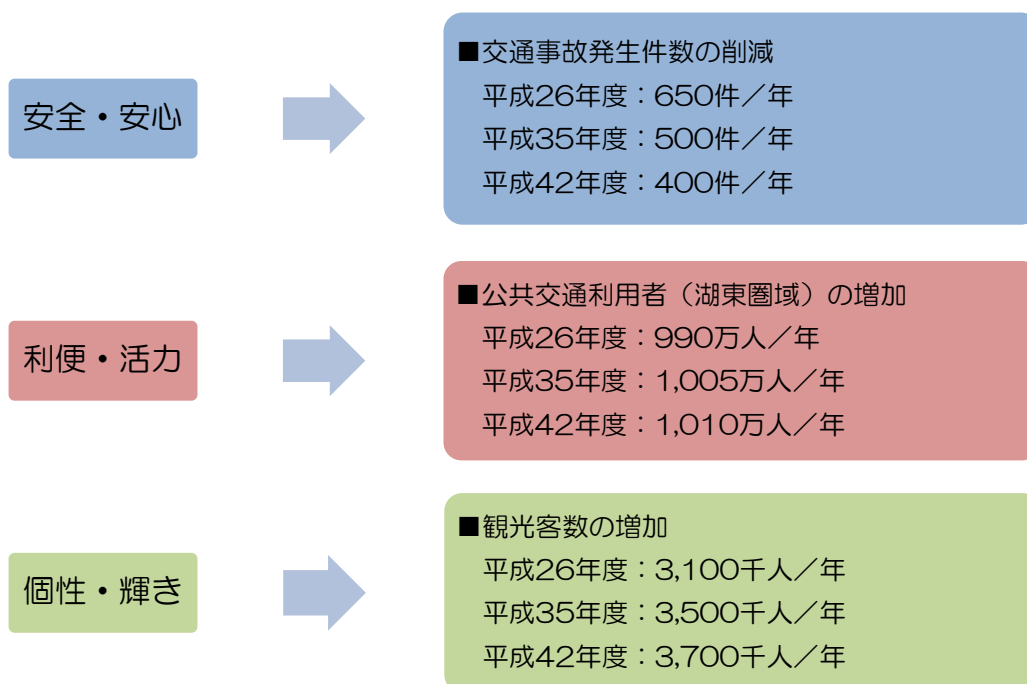 安全・安心
■交通事故発生件数の削減
平成26年度：650件／年
平成35年度：500件／年
平成42年度：400件／年
利便・活力
■公共交通利用者（湖東圏域）の増加
平成26年度：990万人／年
平成35年度：1,005万人／年
平成42年度：1,010万人／年
個性・輝き
■観光客数の増加
平成26年度：3,100千人／年
平成35年度：3,500千人／年
平成42年度：3,700千人／年